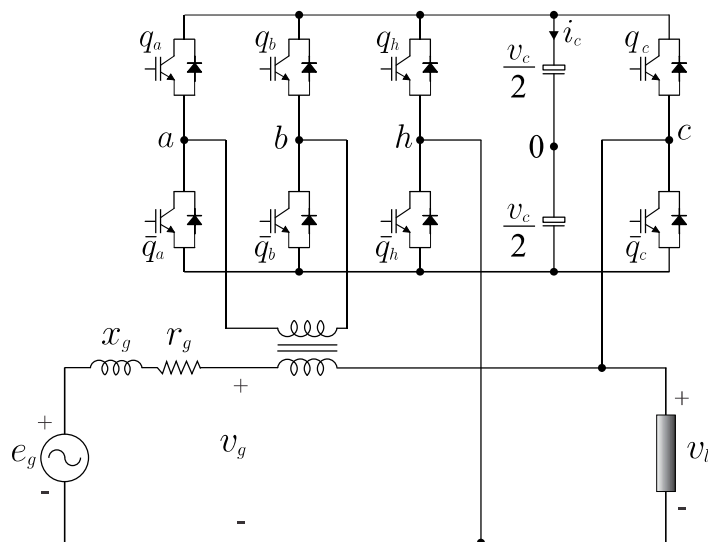 q_a q_b q_h v_c/2 i_c q_c
a b h 0 c
q̄_a q̄_b q̄_h v_c/2 q̄_c
x_g r_g
+ + +
e_g v_g v_l
- - -